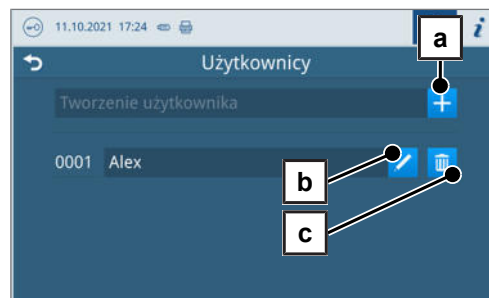 11.10.2021 17:24
i
a
Użytkownicy
Tworzenie użytkownika
0001 Alex
b
c